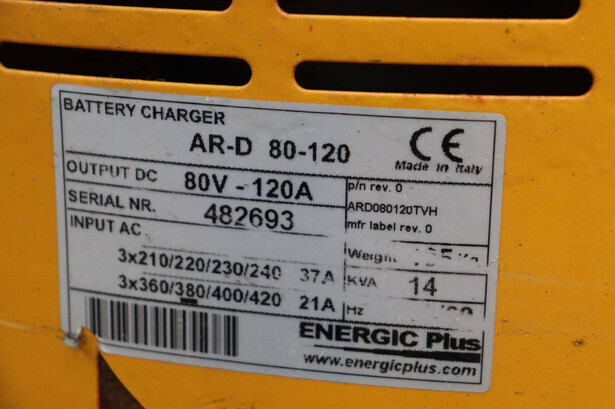 BATTERY CHARGER
AR-D 80-120
CE
Made in Italy
OUTPUT DC
80V - 120A
p/n rev. 0
ARD080120TVH
mfr label rev. 0
SERIAL NR.
482693
INPUT AC
3x210/220/230/240 37A
3x360/380/400/420 21A
Weight
KVA 14
Hz
ENERGIC Plus
www.energicplus.com